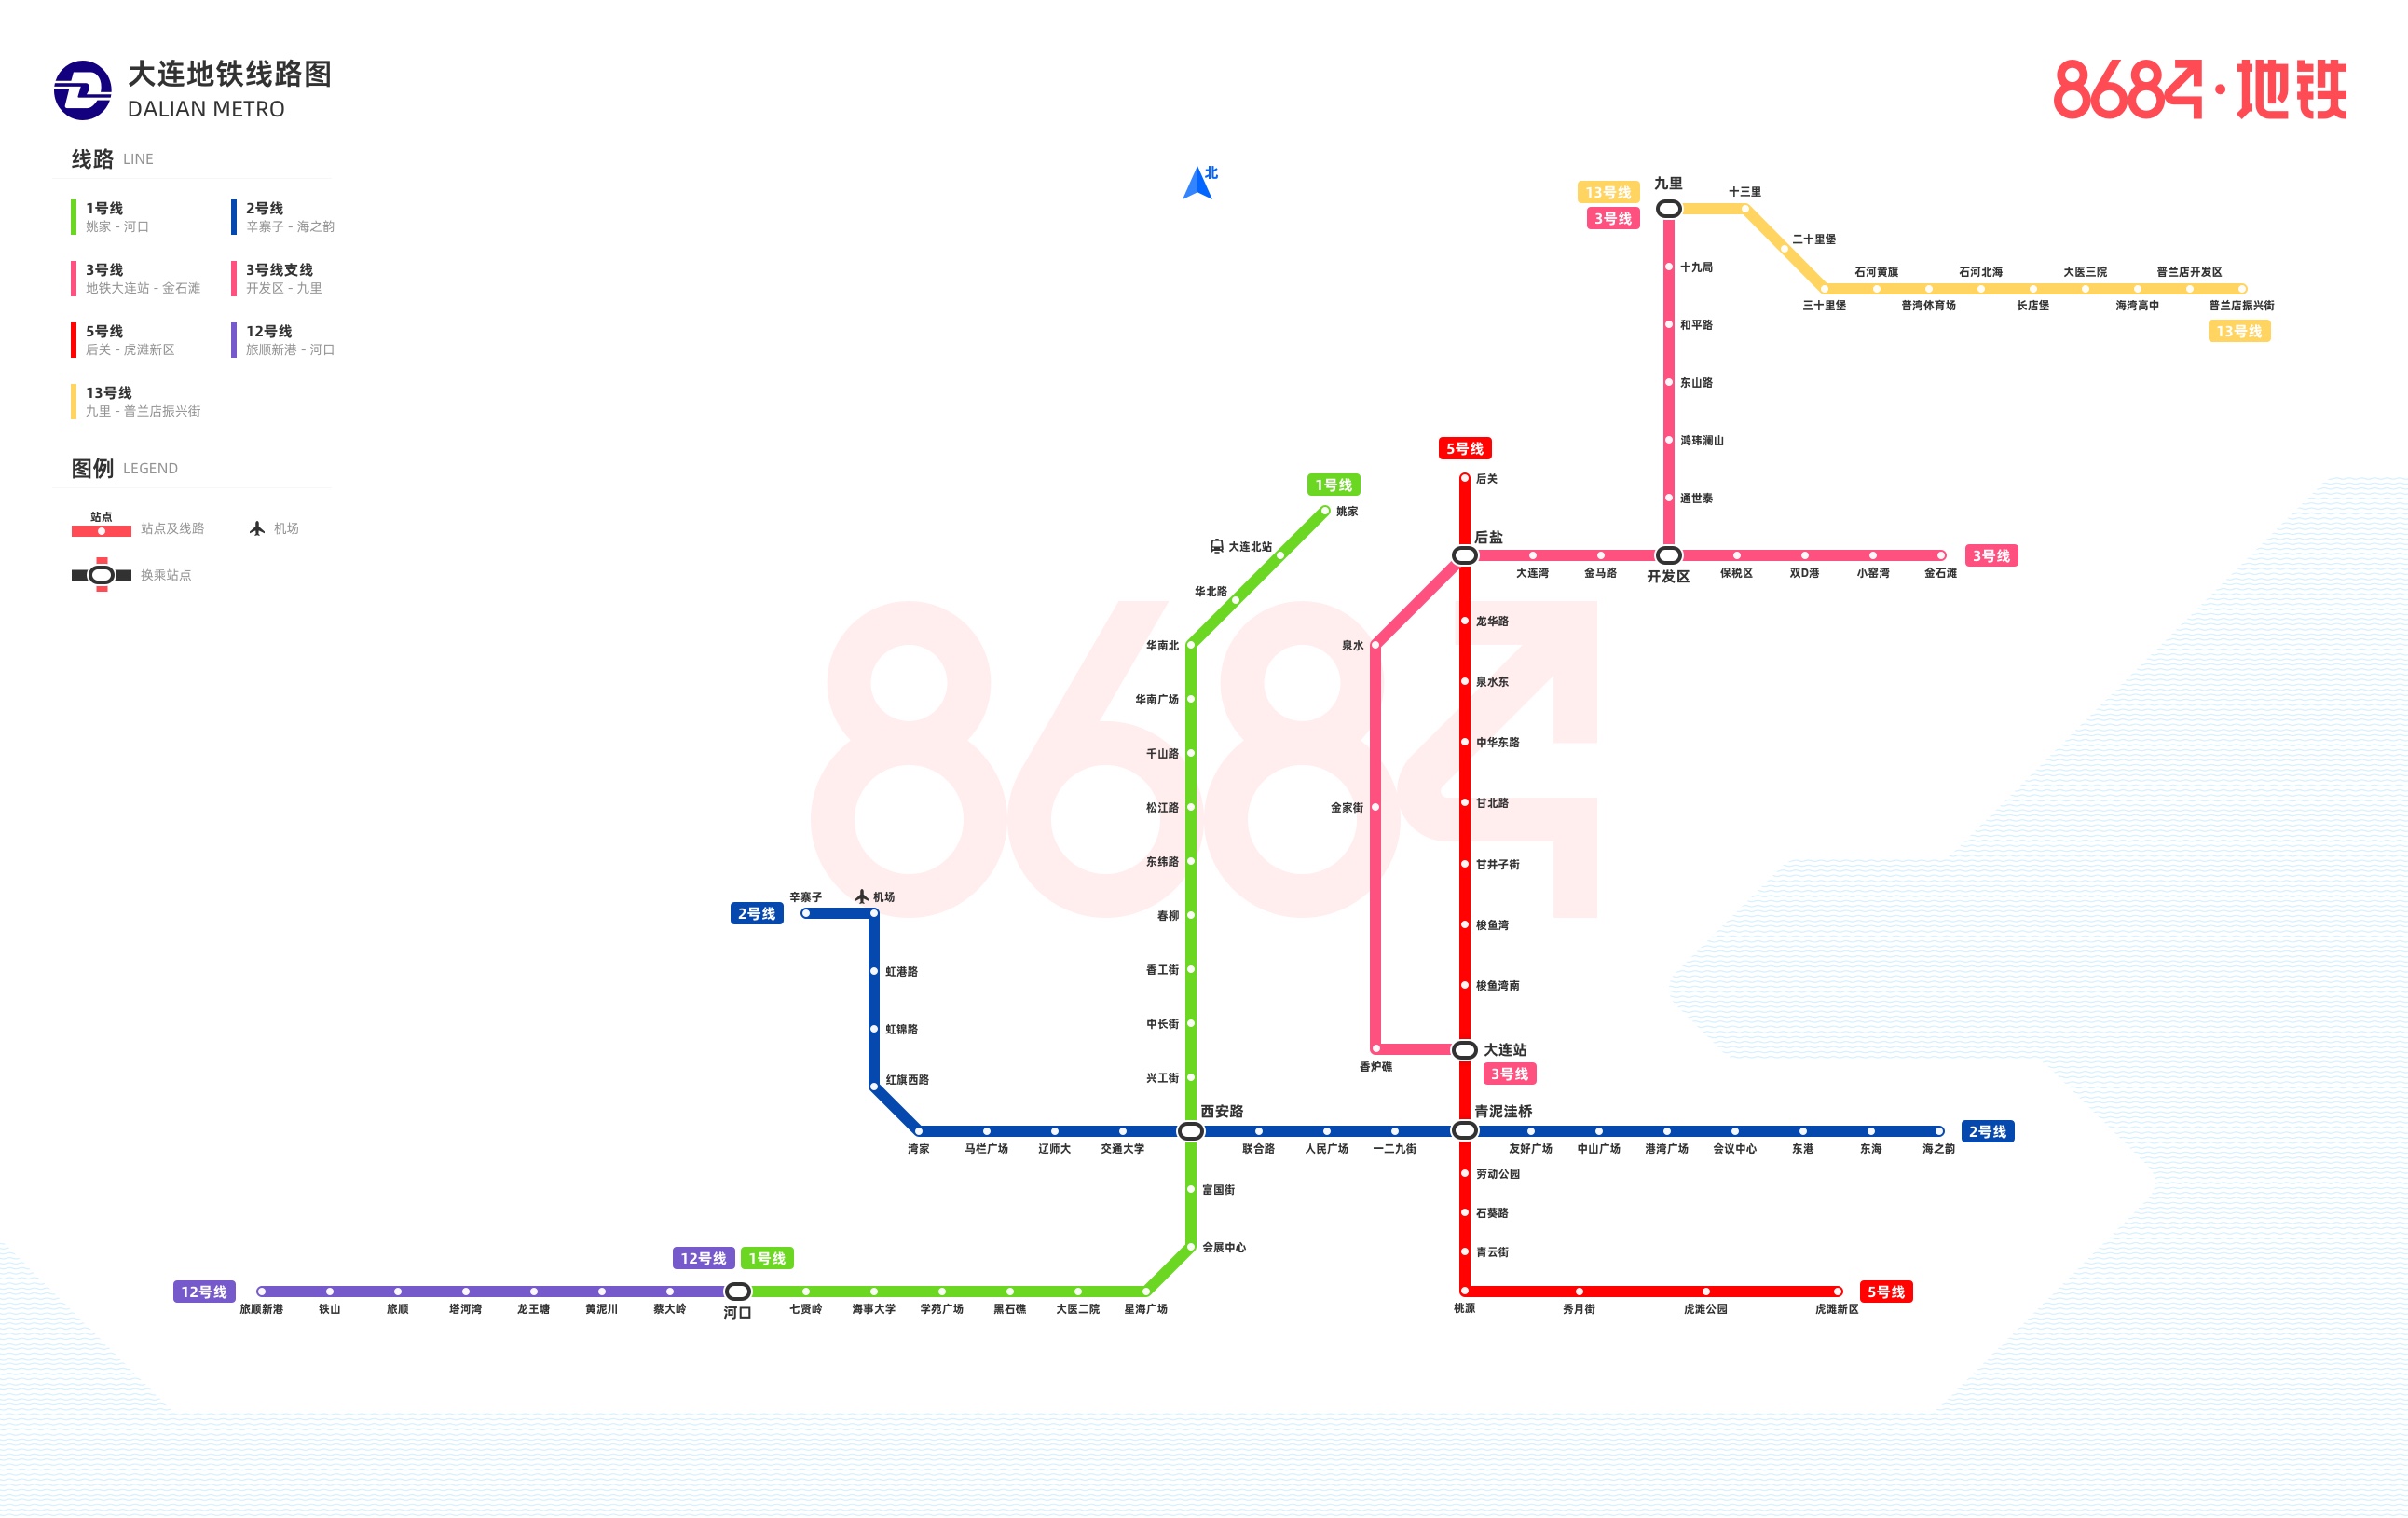 大连地铁线路图
DALIAN METRO
8684·地铁
线路 LINE
1号线
姚家 - 河口
2号线
辛寨子 - 海之韵
3号线
地铁大连站 - 金石滩
3号线支线
开发区 - 九里
5号线
后关 - 虎滩新区
12号线
旅顺新港 - 河口
13号线
九里 - 普兰店振兴街
图例 LEGEND
站点
站点及线路
机场
换乘站点
北
13号线
3号线
九里
十三里
二十里堡
三十里堡
石河黄旗
普湾体育场
石河北海
长店堡
大医三院
海湾高中
普兰店开发区
普兰店振兴街
13号线
十九局
和平路
东山路
鸿玮澜山
通世泰
5号线
后关
后盐
大连湾
金马路
开发区
保税区
双D港
小窑湾
金石滩
3号线
1号线
姚家
大连北站
华北路
华南北
华南广场
千山路
松江路
东纬路
春柳
香工街
中长街
兴工街
西安路
泉水
金家街
香炉礁
龙华路
泉水东
中华东路
甘北路
甘井子街
梭鱼湾
梭鱼湾南
大连站
3号线
青泥洼桥
8684
2号线
辛寨子
机场
虹港路
虹锦路
红旗西路
湾家
马栏广场
辽师大
交通大学
联合路
人民广场
一二九街
友好广场
中山广场
港湾广场
会议中心
东港
东海
海之韵
2号线
富国街
会展中心
劳动公园
石葵路
青云街
12号线
1号线
12号线
旅顺新港
铁山
旅顺
塔河湾
龙王塘
黄泥川
蔡大岭
河口
七贤岭
海事大学
学苑广场
黑石礁
大医二院
星海广场
桃源
秀月街
虎滩公园
虎滩新区
5号线